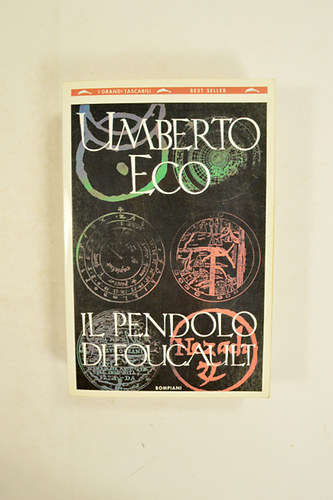 I GRANDI TASCABILI BEST SELLER
UMBERTO
ECO
IL PENDOLO
DI FOUCAULT
BOMPIANI